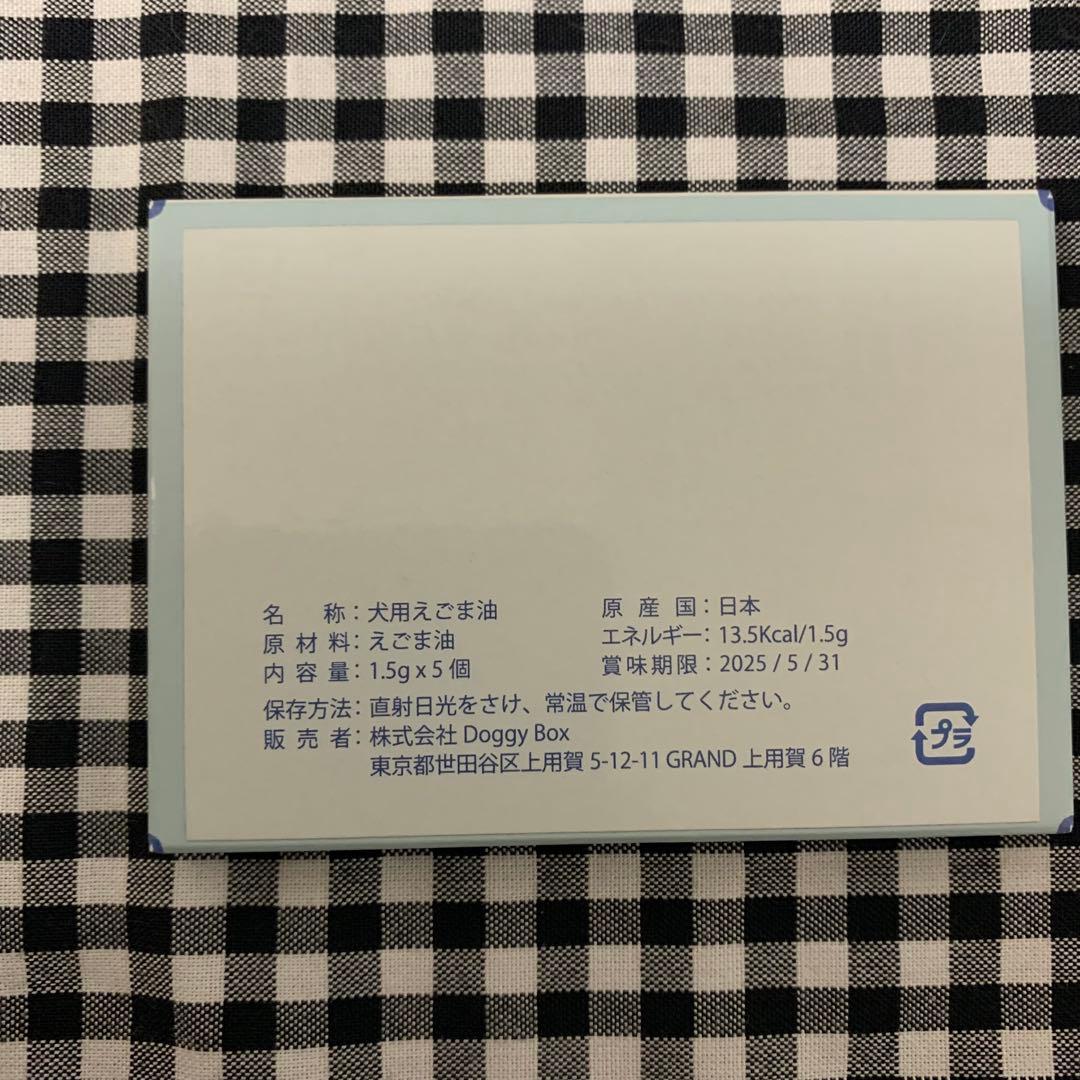 名称：犬用えごま油
原材料：えごま油
内容量：1.5g x 5 個
原産国：日本
エネルギー：13.5Kcal/1.5g
賞味期限：2025 / 5 / 31
保存方法：直射日光をさけ、常温で保管してください。
販売者：株式会社 Doggy Box
東京都世田谷区上用賀 5-12-11 GRAND 上用賀 6 階
プラ